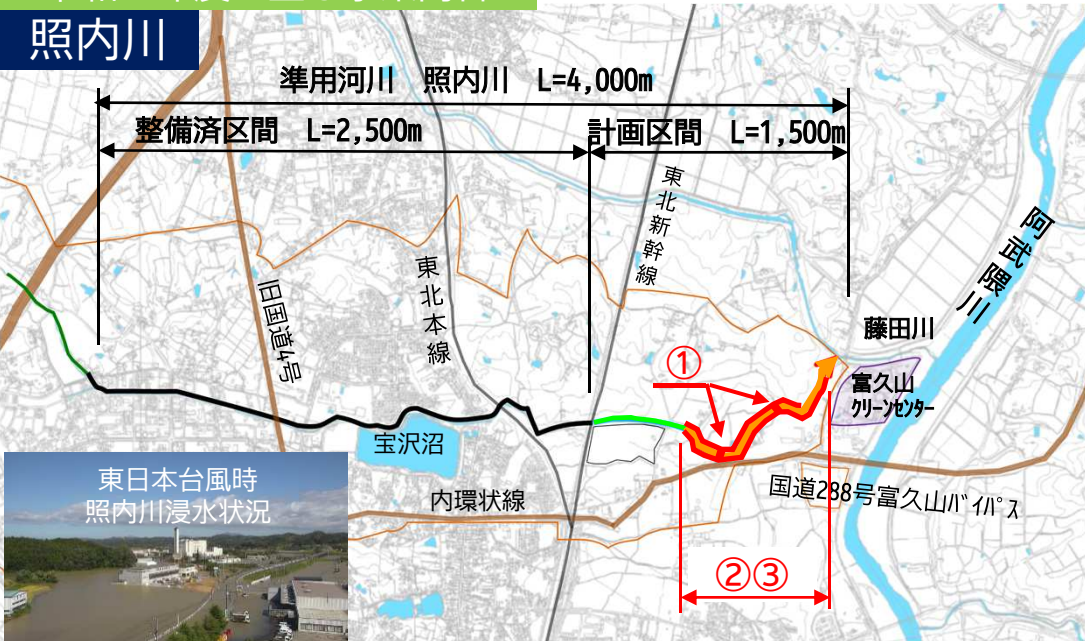 照内川
準用河川 照内川 L=4,000m
整備済区間 L=2,500m
計画区間 L=1,500m
東北新幹線
阿武隈川
東北本線
旧国道4号
藤田川
①
富久山
クリーンセンター
宝沢沼
内環状線
国道288号富久山バイパス
②③
東日本台風時
照内川浸水状況